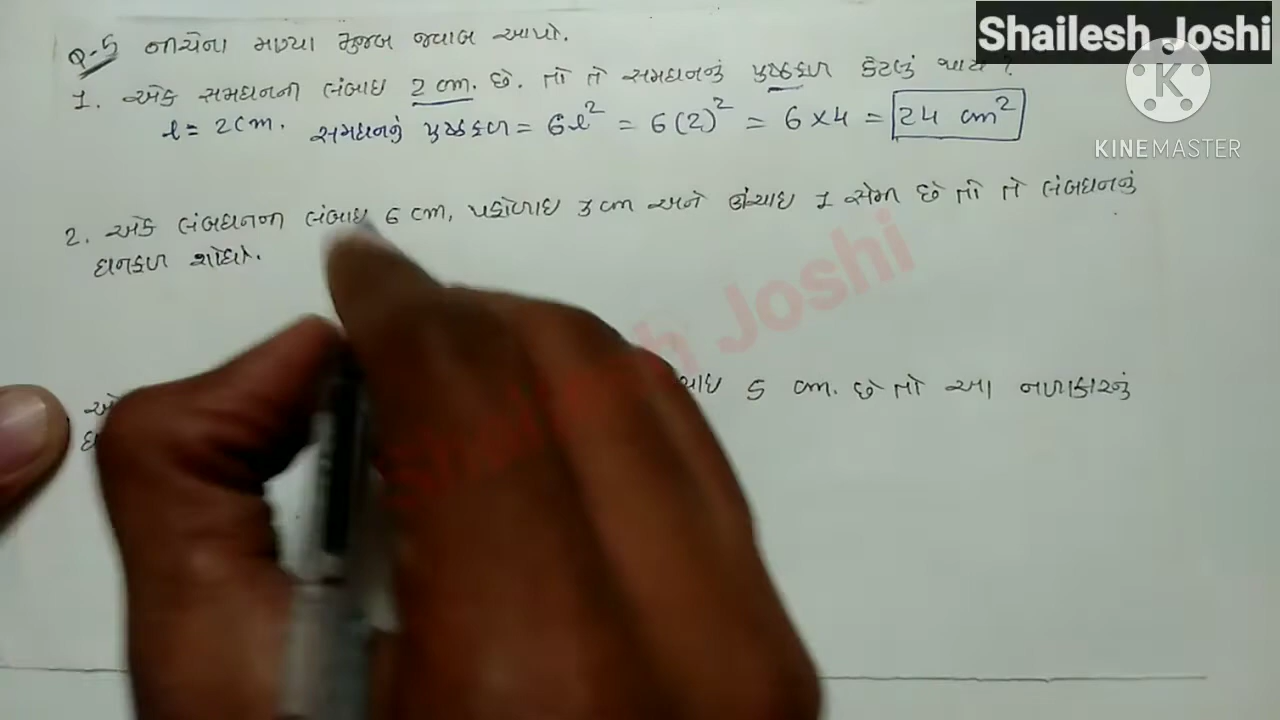 Shailesh Joshi
Q-5 નીચેના માગ્યા મુજબ જવાબ આપો.
1. એક સમઘનની લંબાઇ 2 cm. છે. તો તે સમઘનનું પૃષ્ઠફળ કેટલું થાય ?
l = 2cm. સમઘનનું પૃષ્ઠફળ = 6l² = 6(2)² = 6×4 = 24 cm²
K
KINEMASTER
2. એક લંબઘનની લંબાઇ 6 cm, પહોળાઇ 3 cm અને ઊંચાઇ 1 સેમી છે તો તે લંબઘનનું
ઘનફળ શોધો.
5 cm. છે તો આ નળાકારનું
Shailesh Joshi